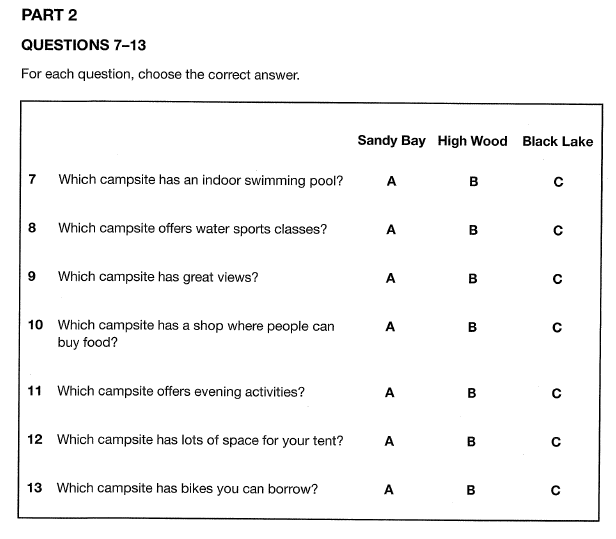 PART 2
QUESTIONS 7–13
For each question, choose the correct answer.
Sandy Bay High Wood Black Lake
7 Which campsite has an indoor swimming pool? A B C
8 Which campsite offers water sports classes? A B C
9 Which campsite has great views? A B C
10 Which campsite has a shop where people can A B C
buy food?
11 Which campsite offers evening activities? A B C
12 Which campsite has lots of space for your tent? A B C
13 Which campsite has bikes you can borrow? A B C